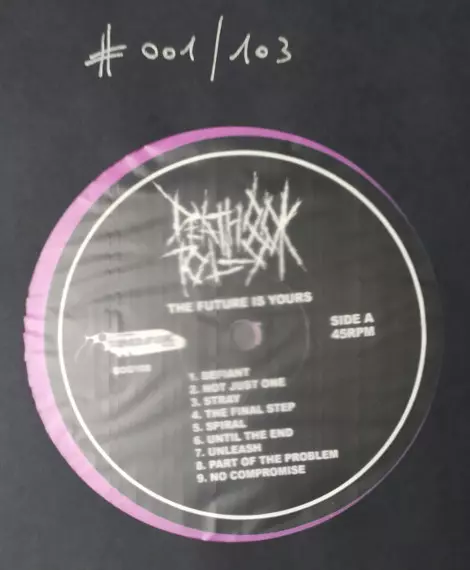 # 001/103
THE FUTURE IS YOURS
SIDE A
45RPM
1. DEFIANT
2. NOT JUST ONE
3. STRAY
4. THE FINAL STEP
5. SPIRAL
6. UNTIL THE END
7. UNLEASH
8. PART OF THE PROBLEM
9. NO COMPROMISE